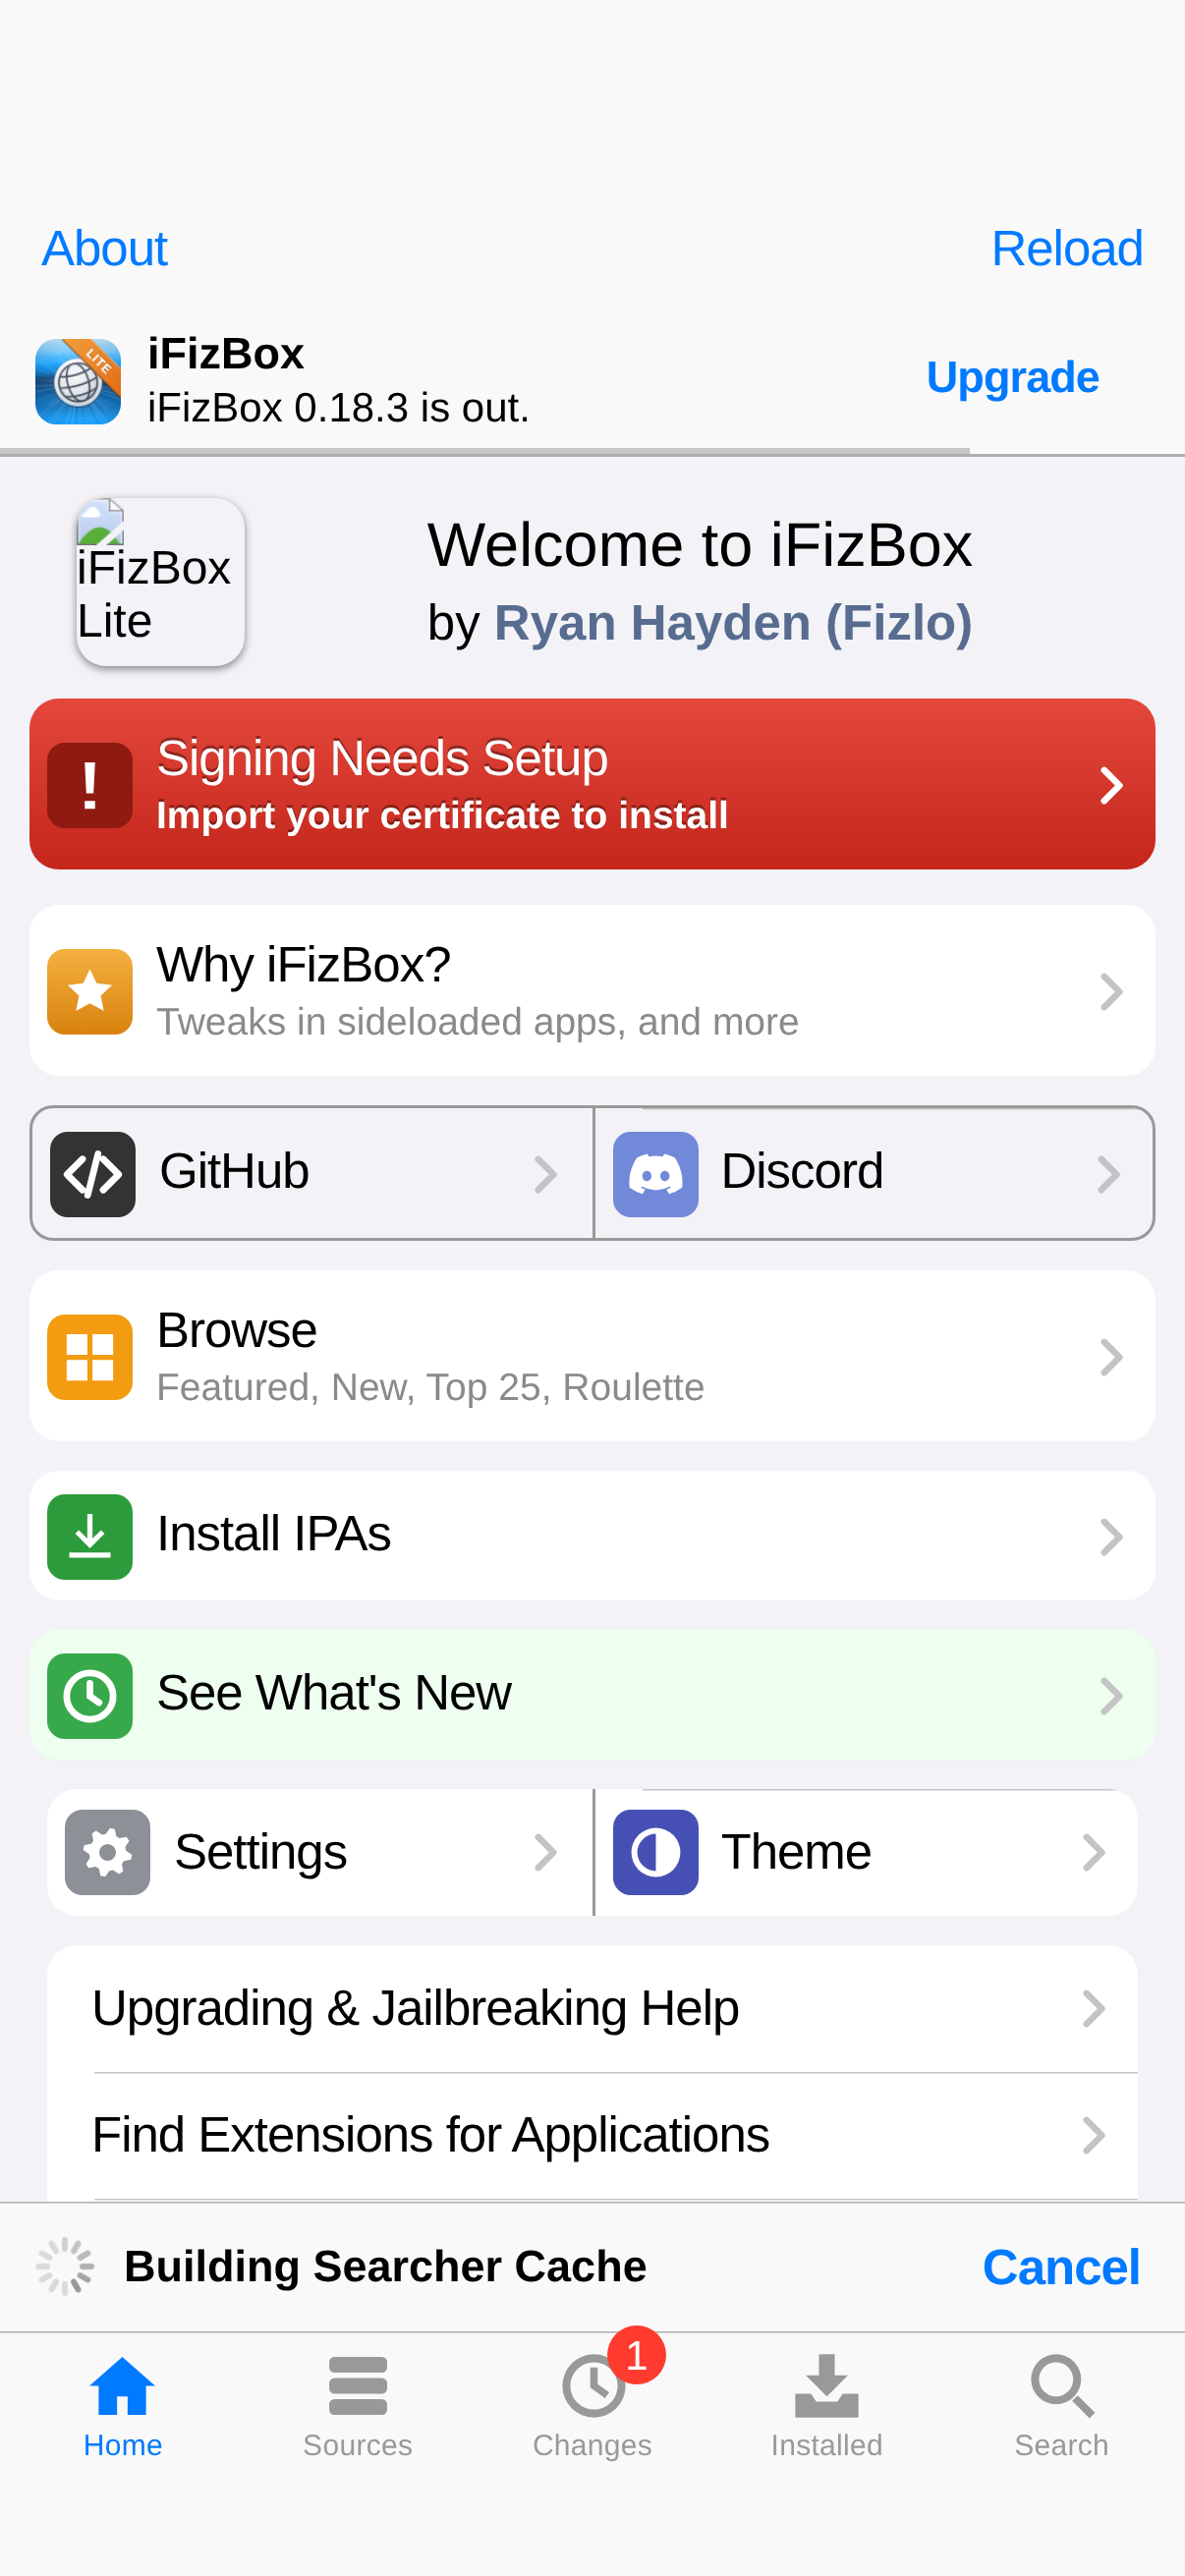 About
Reload
iFizBox
iFizBox 0.18.3 is out.
Upgrade
LITE
iFizBox
Lite
Welcome to iFizBox
by Ryan Hayden (Fizlo)
!
Signing Needs Setup
Import your certificate to install
Why iFizBox?
Tweaks in sideloaded apps, and more
GitHub
Discord
Browse
Featured, New, Top 25, Roulette
Install IPAs
See What's New
Settings
Theme
Upgrading & Jailbreaking Help
Find Extensions for Applications
Building Searcher Cache
Cancel
1
Home
Sources
Changes
Installed
Search